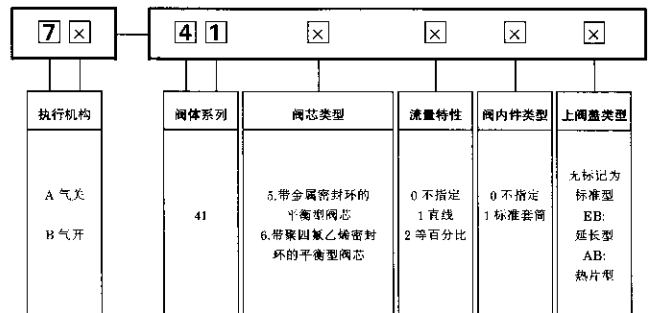 7 × 4 1 × × × ×
执行机构 阀体系列 阀芯类型 流量特性 阀内件类型 上阀盖类型
A 气关
B 气开
41
5.带金属密封环的
平衡型阀芯
6.带聚四氟乙烯密封
环的平衡型阀芯
0 不指定
1 直线
2 等百分比
0 不指定
1 标准套筒
无标记为
标准型
EB:
延长型
AB:
热片型